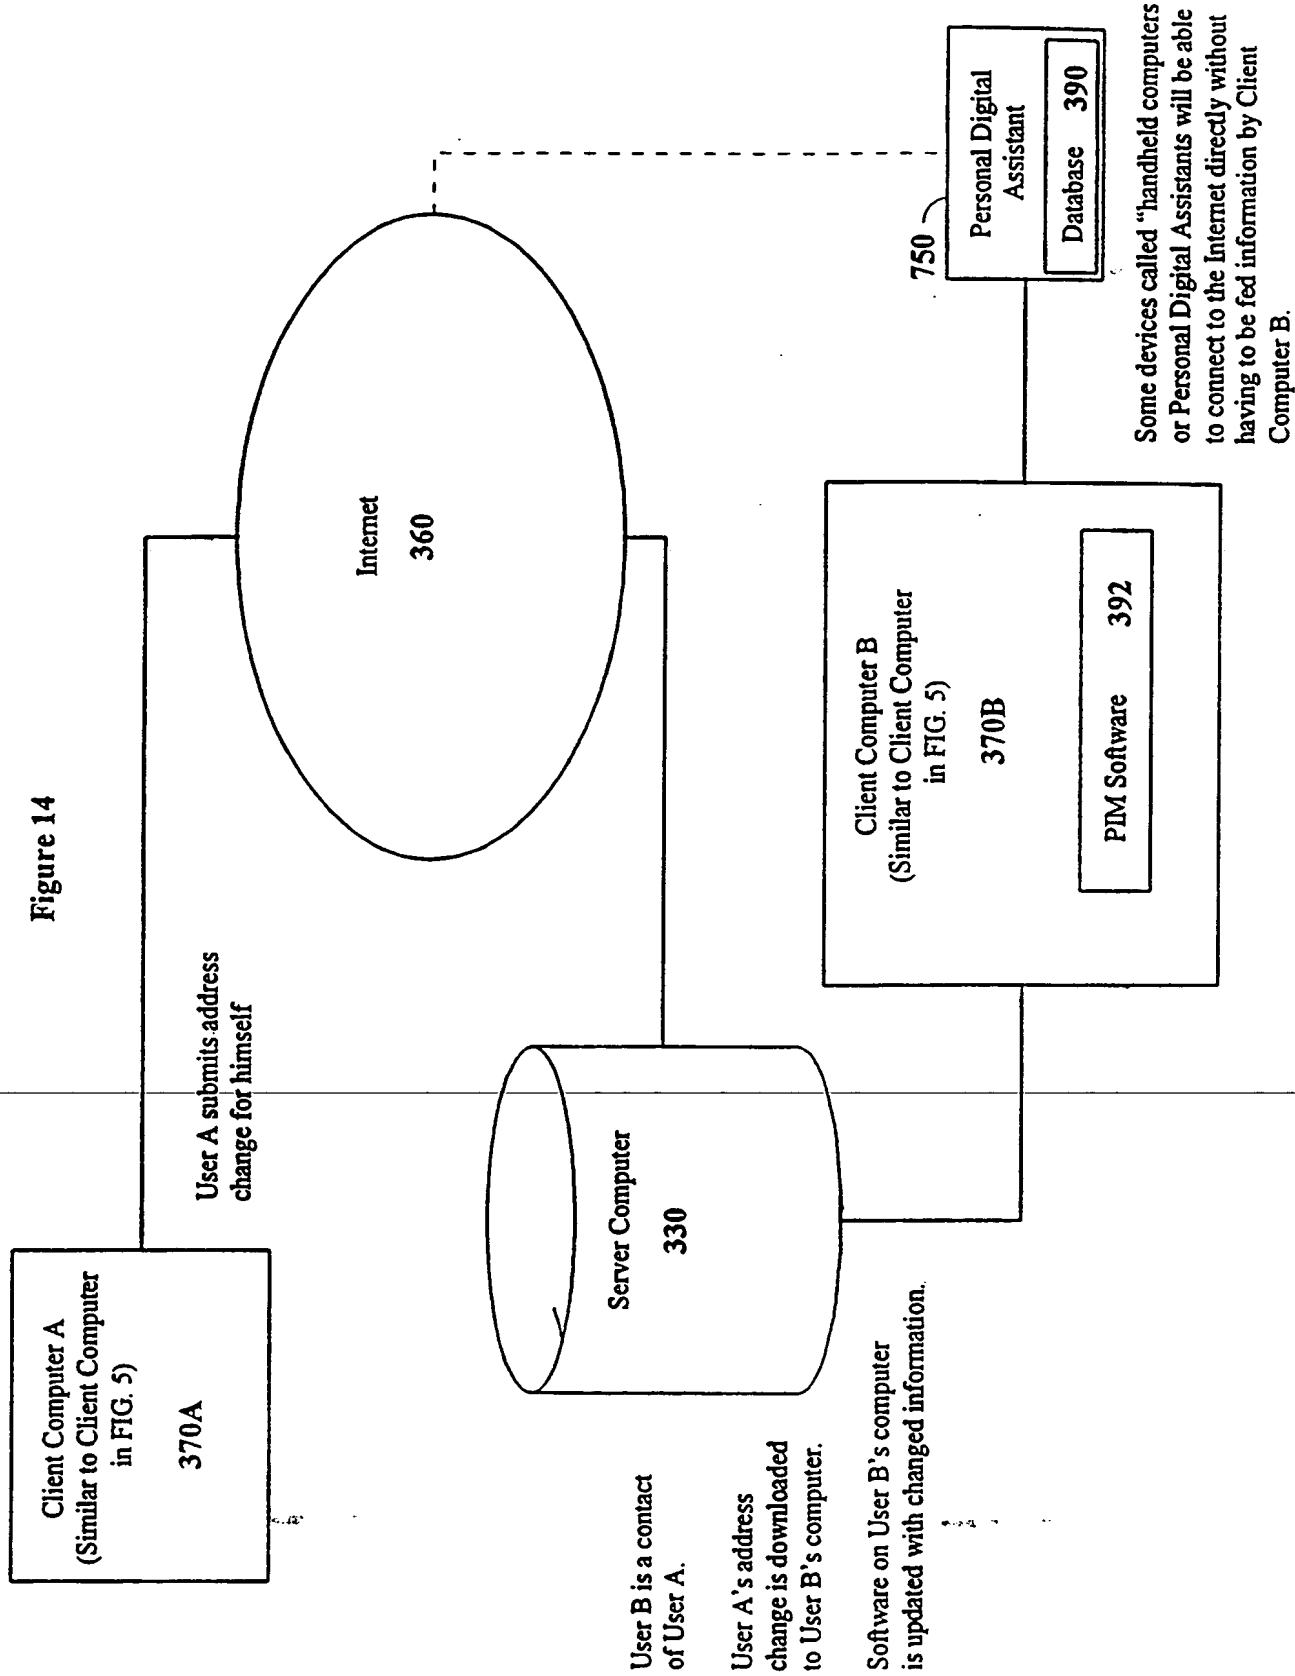 Figure 14
Client Computer A
(Similar to Client Computer
in FIG. 5)
370A
User A submits address
change for himself
Internet
360
Server Computer
330
User B is a contact
of User A.
User A's address
change is downloaded
to User B's computer.
Software on User B's computer
is updated with changed information.
Client Computer B
(Similar to Client Computer
in FIG. 5)
370B
PIM Software 392
750
Personal Digital
Assistant
Database 390
Some devices called "handheld computers
or Personal Digital Assistants will be able
to connect to the Internet directly without
having to be fed information by Client
Computer B.